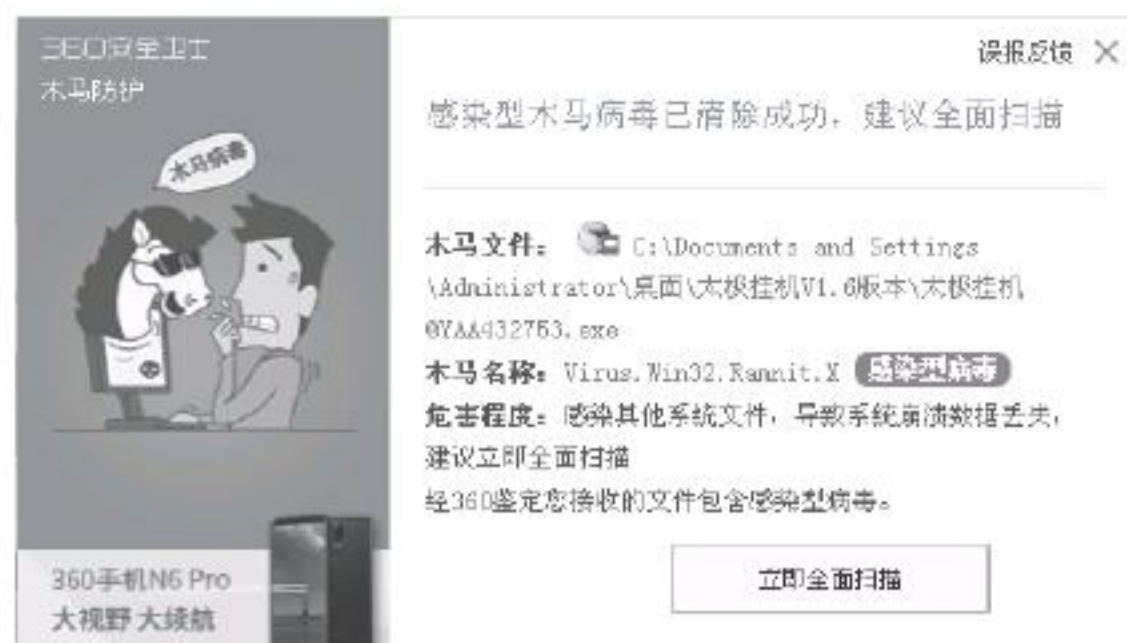 360安全卫士
木马防护
木马病毒
360手机N6 Pro
大视野 大续航
误报反馈
感染型木马病毒已清除成功，建议全面扫描
木马文件： C:\Documents and Settings
\Administrator\桌面\太极挂机V1.6版本\太极挂机
@YAA432753.exe
木马名称：Virus.Win32.Ramnit.X 感染型病毒
危害程度：感染其他系统文件，导致系统崩溃数据丢失，
建议立即全面扫描
经360鉴定您接收的文件包含感染型病毒。
立即全面扫描